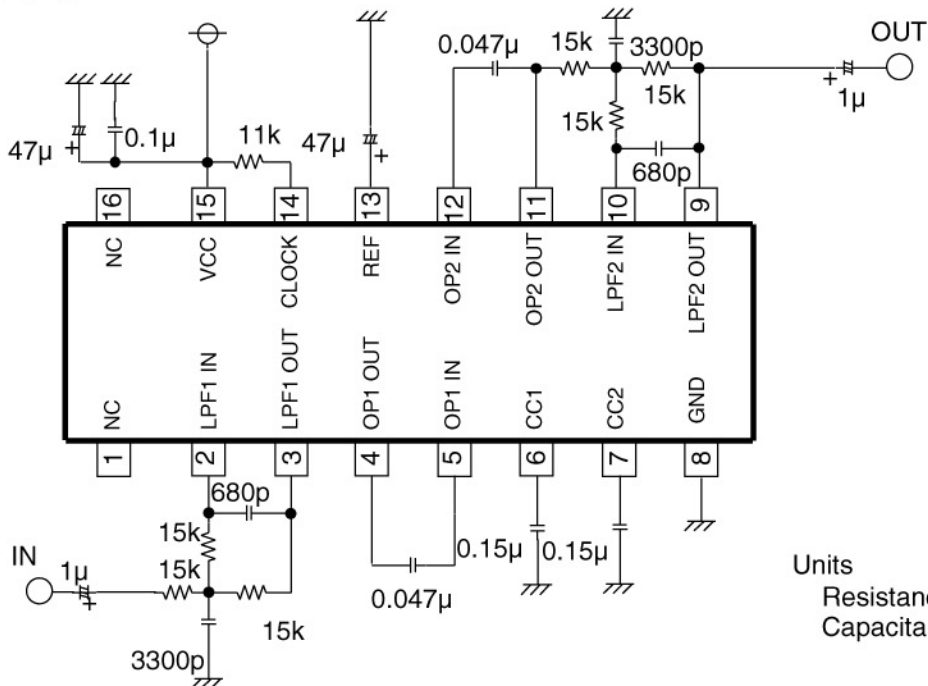 OUT
0.047µ
15k
3300p
15k
+
1µ
15k
680p
47µ
+
0.1µ
11k
47µ
+
16
15
14
13
12
11
10
9
NC
VCC
CLOCK
REF
OP2 IN
OP2 OUT
LPF2 IN
LPF2 OUT
NC
LPF1 IN
LPF1 OUT
OP1 OUT
OP1 IN
CC1
CC2
GND
1
2
3
4
5
6
7
8
680p
15k
IN
1µ
+
15k
15k
3300p
0.047µ
0.15µ
0.15µ
Units